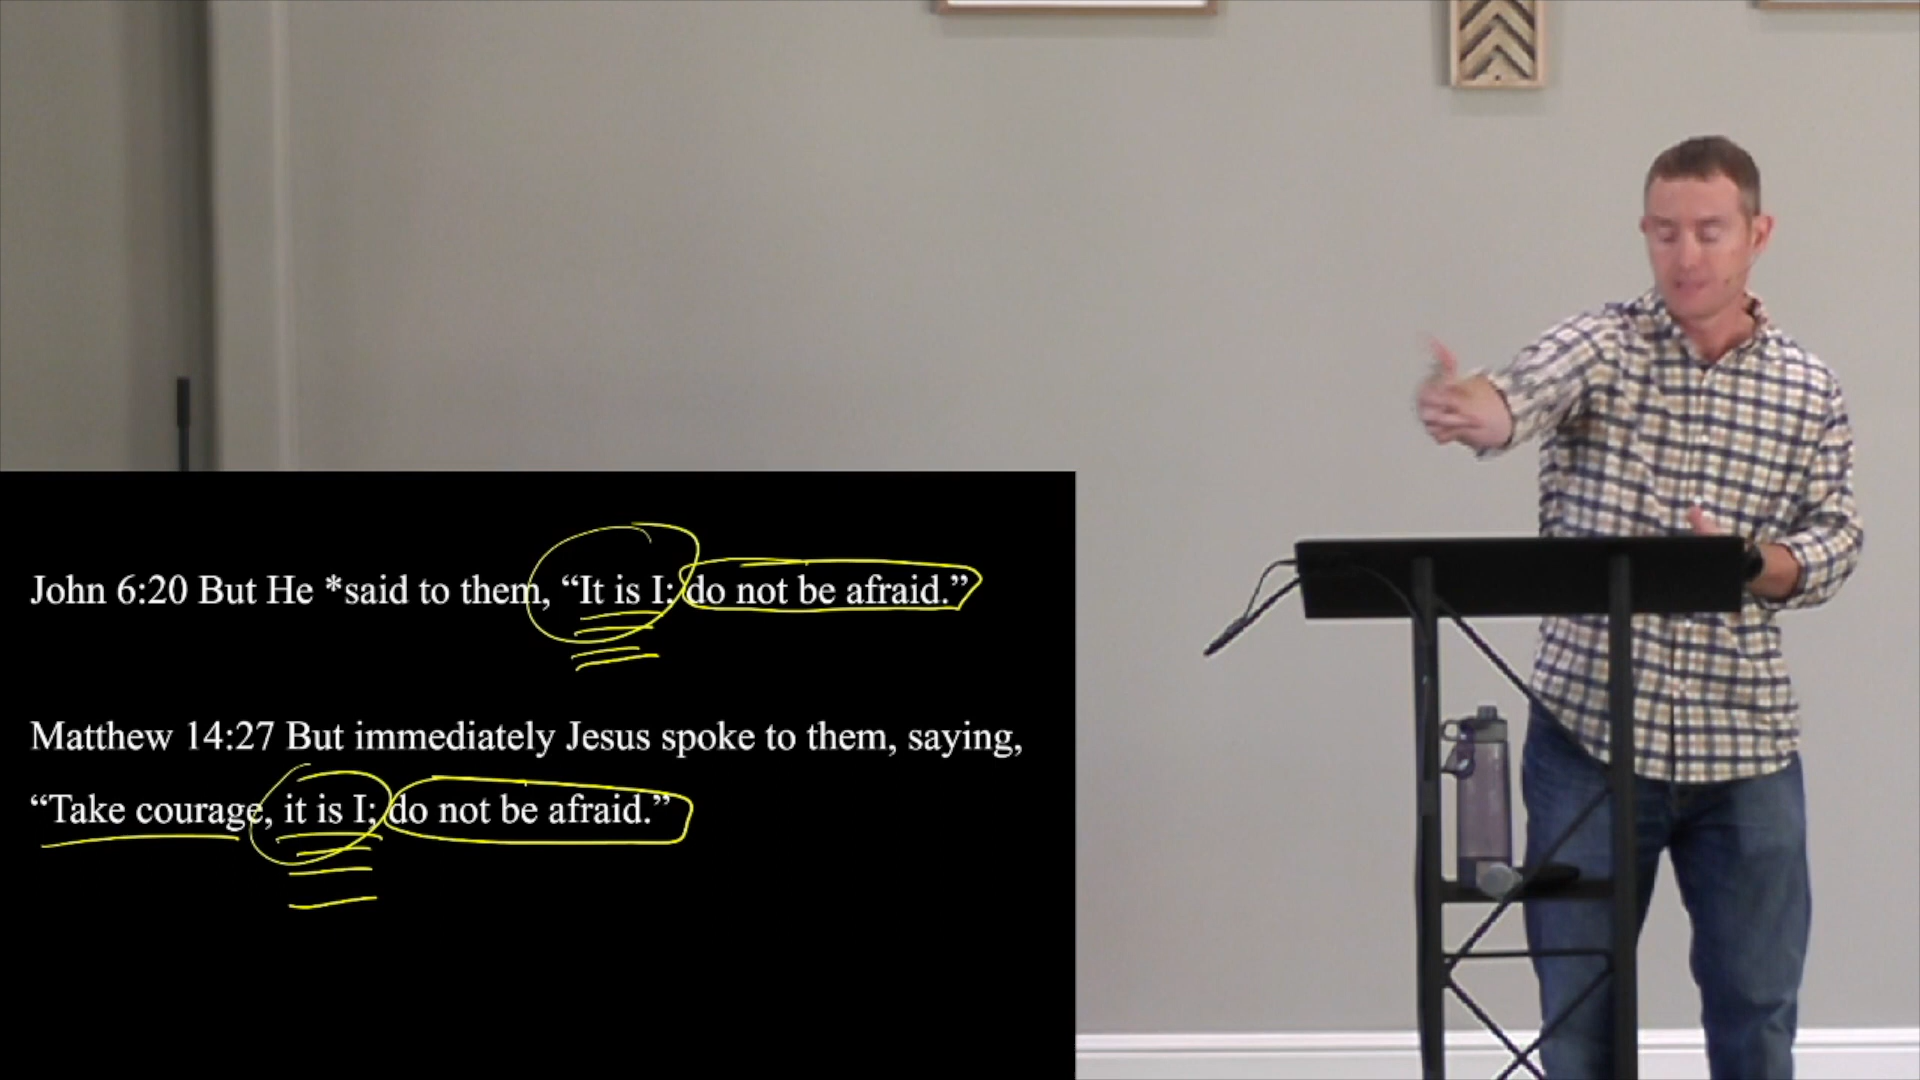 John 6:20 But He *said to them, “It is I; do not be afraid.”
Matthew 14:27 But immediately Jesus spoke to them, saying,
“Take courage, it is I; do not be afraid.”